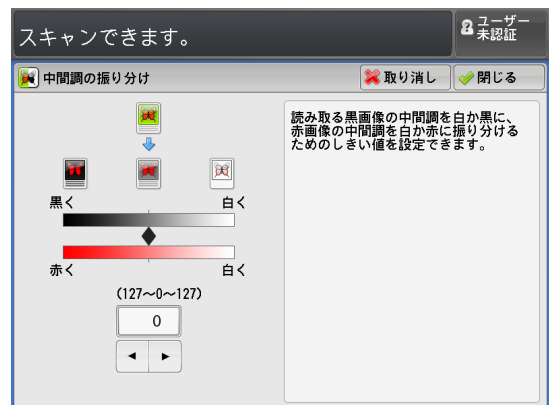 スキャンできます。
ユーザー
未認証
中間調の振り分け
取り消し
閉じる
読み取る黒画像の中間調を白か黒に、
赤画像の中間調を白か赤に振り分ける
ためのしきい値を設定できます。
黒く 白く
赤く 白く
(127～0～127)
0